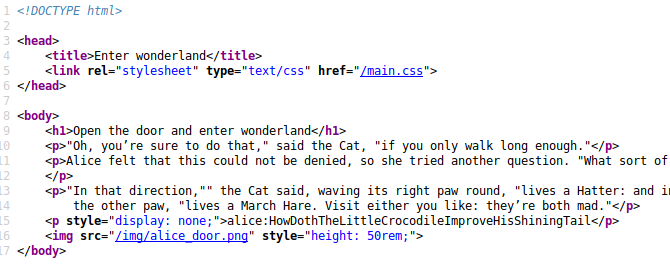 1 <!DOCTYPE html>
2
3 <head>
4 <title>Enter wonderland</title>
5 <link rel="stylesheet" type="text/css" href="/main.css">
6 </head>
7
8 <body>
9 <h1>Open the door and enter wonderland</h1>
10 <p>"Oh, you’re sure to do that," said the Cat, "if you only walk long enough."</p>
11 <p>Alice felt that this could not be denied, so she tried another question. "What sort of
12 </p>
13 <p>"In that direction,"" the Cat said, waving its right paw round, "lives a Hatter: and i
14 the other paw, "lives a March Hare. Visit either you like: they’re both mad."</p>
15 <p style="display: none;">alice:HowDothTheLittleCrocodileImproveHisShiningTail</p>
16 <img src="/img/alice_door.png" style="height: 50rem;">
17 </body>